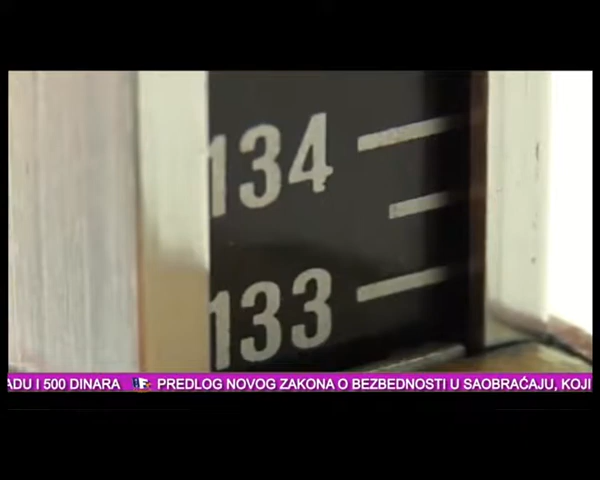 134
133
ADU I 500 DINARA PREDLOG NOVOG ZAKONA O BEZBEDNOSTI U SAOBRAĆAJU, KOJI